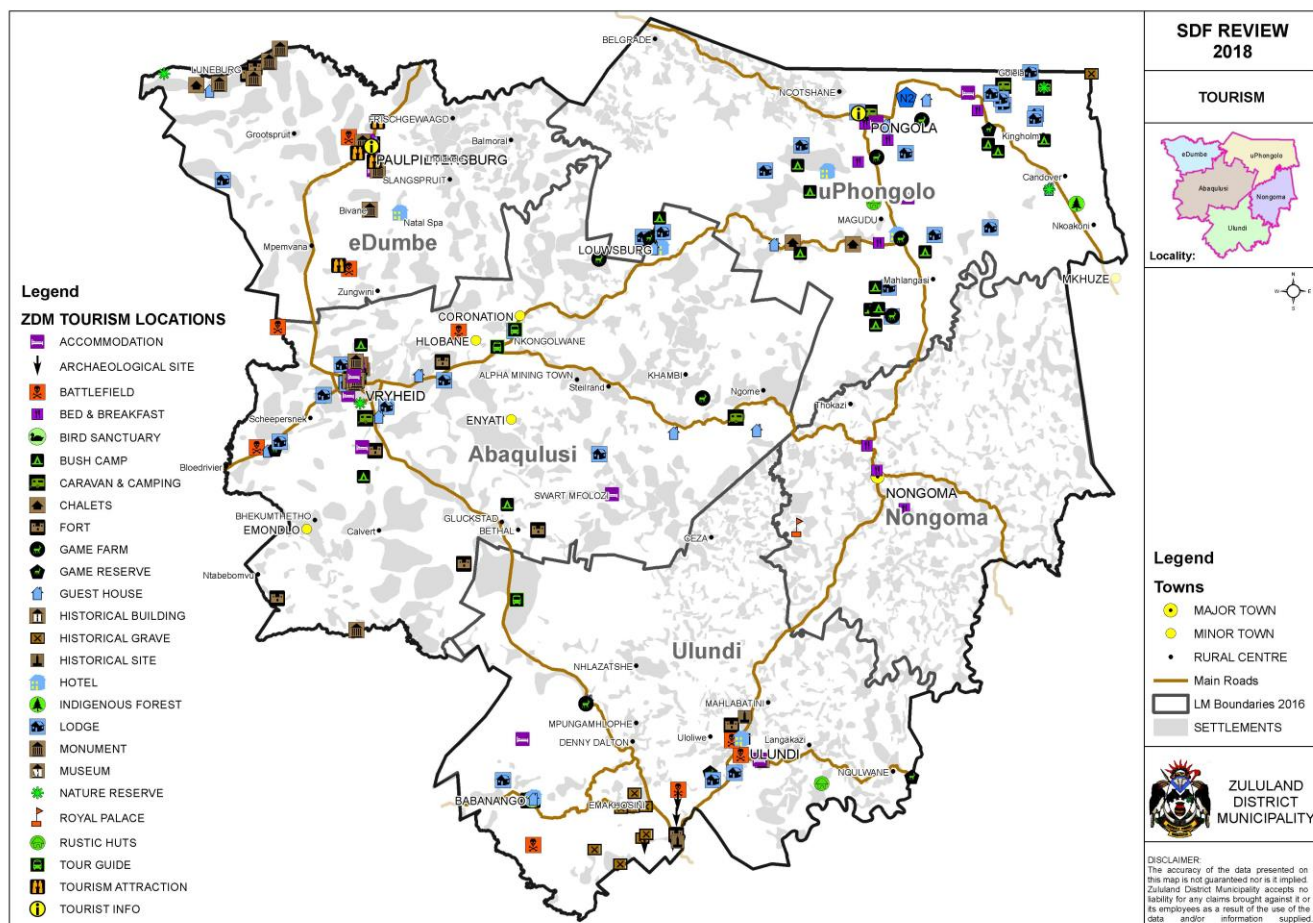 SDF REVIEW
2018
TOURISM
eDumbe
uPhongolo
Abaqulusi
Nongoma
Ulundi
Locality:
N
W
E
S
BELGRADE
LUNEBURG
Golela
NCOTSHANE
N2
FRISCHGEWAAGD
PONGOLA
Grootspruit
Balmoral
Kingholm
PAULPIETERSBURG
SLANGSPRUIT
Candover
uPhongolo
Bivane
Natal Spa
MAGUDU
Nkoakoni
eDumbe
Mpemvana
LOUWSBURG
Mahlangasi
MKHUZE
Zungwini
CORONATION
HLOBANE
NKONGOLWANE
ALPHA MINING TOWN
KHAMBI
Steilrand
Ngome
VRYHEID
Thokazi
Scheepersnek
ENYATI
Abaqulusi
Bloedrivier
SWART MFOLOZI
NONGOMA
Nongoma
BHEKUMTHETHO
GLUCKSTAD
EMONDLO
Calvert
BETHAL
CEZA
Ntabebomvu
Ulundi
NHLAZATSHE
MAHLABATINI
MPUNGAMHLOPHE
Uloliwe
DENNY DALTON
Langakazi
ULUNDI
NQULWANE
BABANANGO
EMAKHOSINI
Legend
ZDM TOURISM LOCATIONS
ACCOMMODATION
ARCHAEOLOGICAL SITE
BATTLEFIELD
BED & BREAKFAST
BIRD SANCTUARY
BUSH CAMP
CARAVAN & CAMPING
CHALETS
FORT
GAME FARM
GAME RESERVE
GUEST HOUSE
HISTORICAL BUILDING
HISTORICAL GRAVE
HISTORICAL SITE
HOTEL
INDIGENOUS FOREST
LODGE
MONUMENT
MUSEUM
NATURE RESERVE
ROYAL PALACE
RUSTIC HUTS
TOUR GUIDE
TOURISM ATTRACTION
TOURIST INFO
Legend
Towns
MAJOR TOWN
MINOR TOWN
RURAL CENTRE
Main Roads
LM Boundaries 2016
SETTLEMENTS
ZULULAND
DISTRICT
MUNICIPALITY
DISCLAIMER:
The accuracy of the data presented on
this map is not guaranteed nor is it implied.
Zululand District Municipality accepts no
liability for any claims brought against it or
its employees as a result of the use of the
data and/or information supplied